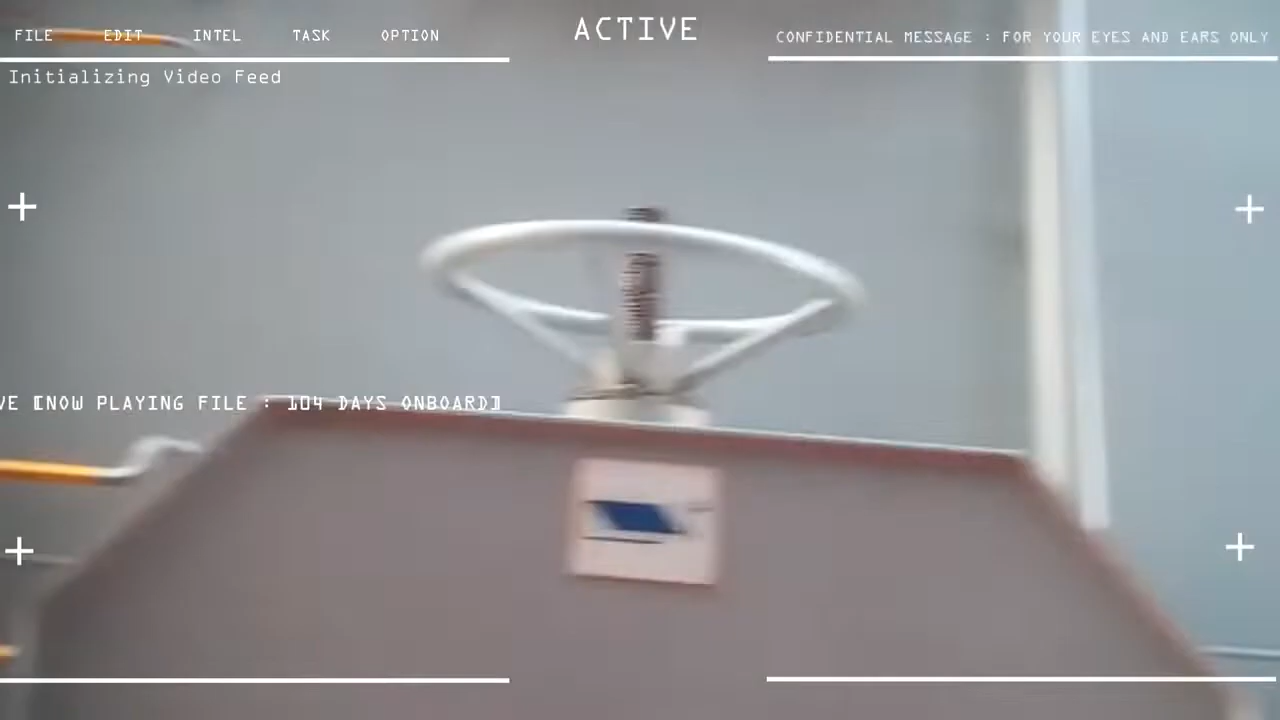 FILE EDIT INTEL TASK OPTION
ACTIVE
CONFIDENTIAL MESSAGE : FOR YOUR EYES AND EARS ONLY
Initializing Video Feed
VE [NOW PLAYING FILE : 104 DAYS ONBOARD]